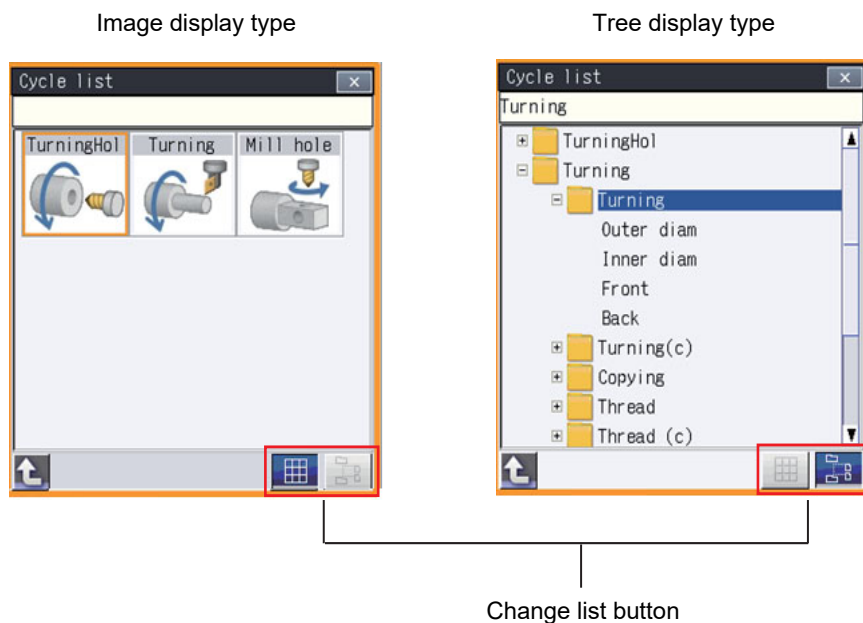 Image display type
Tree display type
Cycle list
TurningHol Turning Mill hole
Cycle list
Turning
TurningHol
Turning
Turning
Outer diam
Inner diam
Front
Back
Turning(c)
Copying
Thread
Thread (c)
Change list button